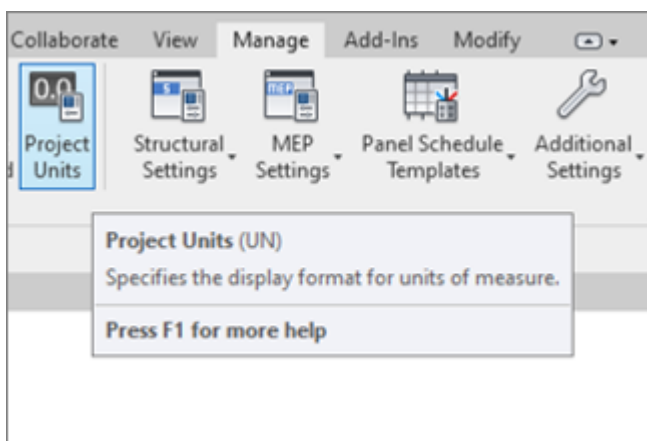 Collaborate View Manage Add-Ins Modify
0.0
S
MEP
Project Units
Structural Settings
MEP Settings
Panel Schedule Templates
Additional Settings
Project Units (UN)
Specifies the display format for units of measure.
Press F1 for more help